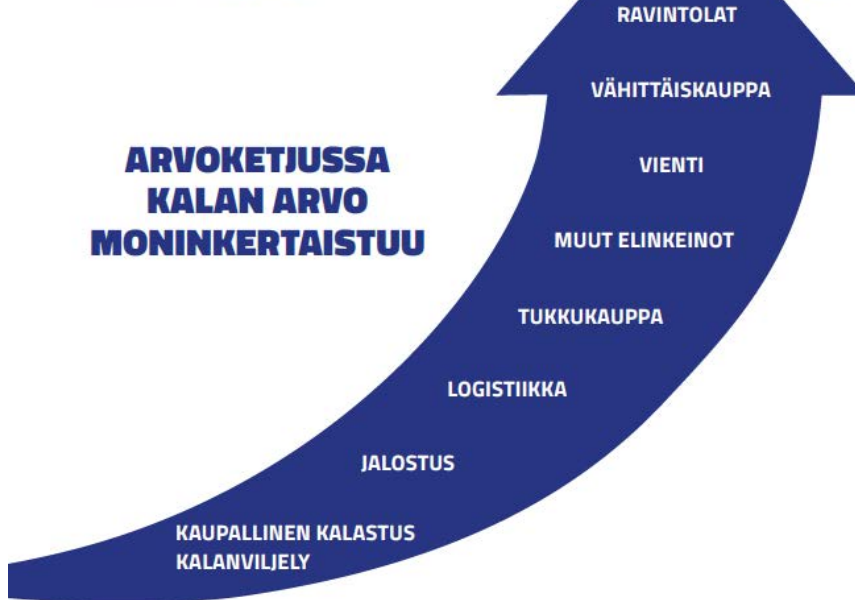 RAVINTOLAT
VÄHITTÄISKAUPPA
ARVOKETJUSSA
KALAN ARVO
MONINKERTAISTUU
VIENTI
MUUT ELINKEINOT
TUKKUKAUPPA
LOGISTIIKKA
JALOSTUS
KAUPALLINEN KALASTUS
KALANVILJELY